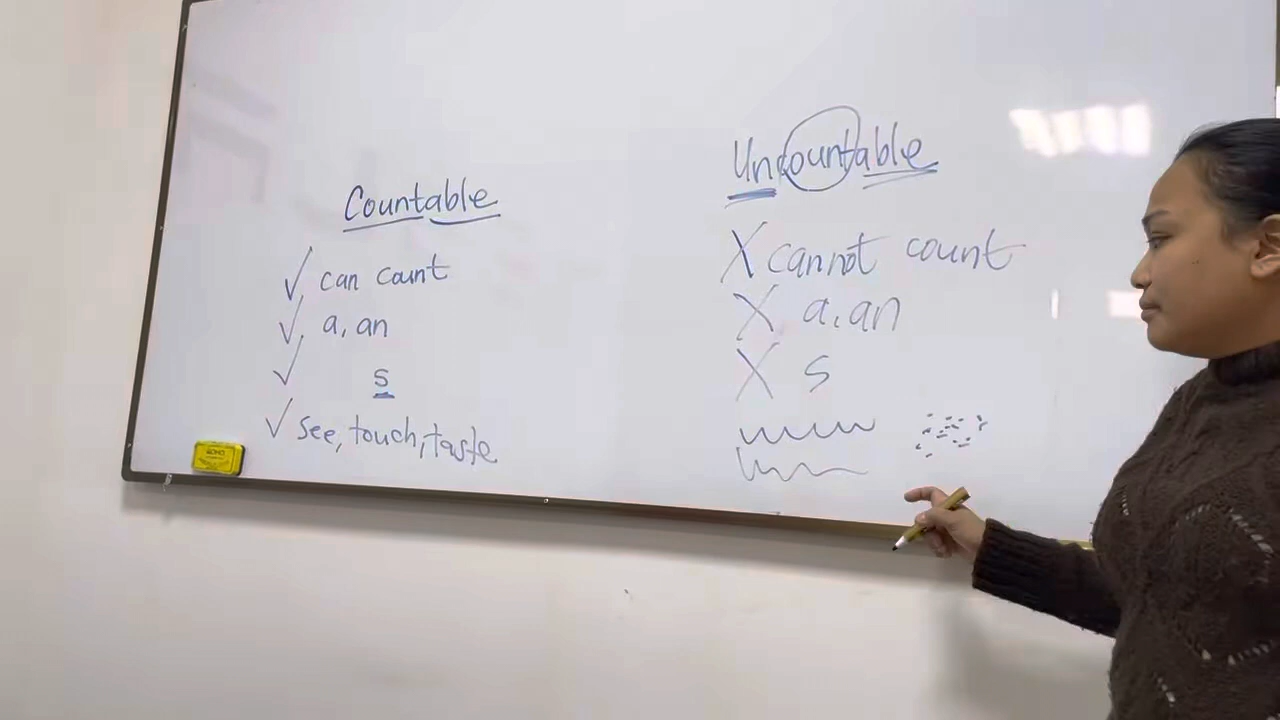 Countable
✓ can count
✓ a, an
✓ s
✓ see, touch, taste
Uncountable
X cannot count
X a, an
X s